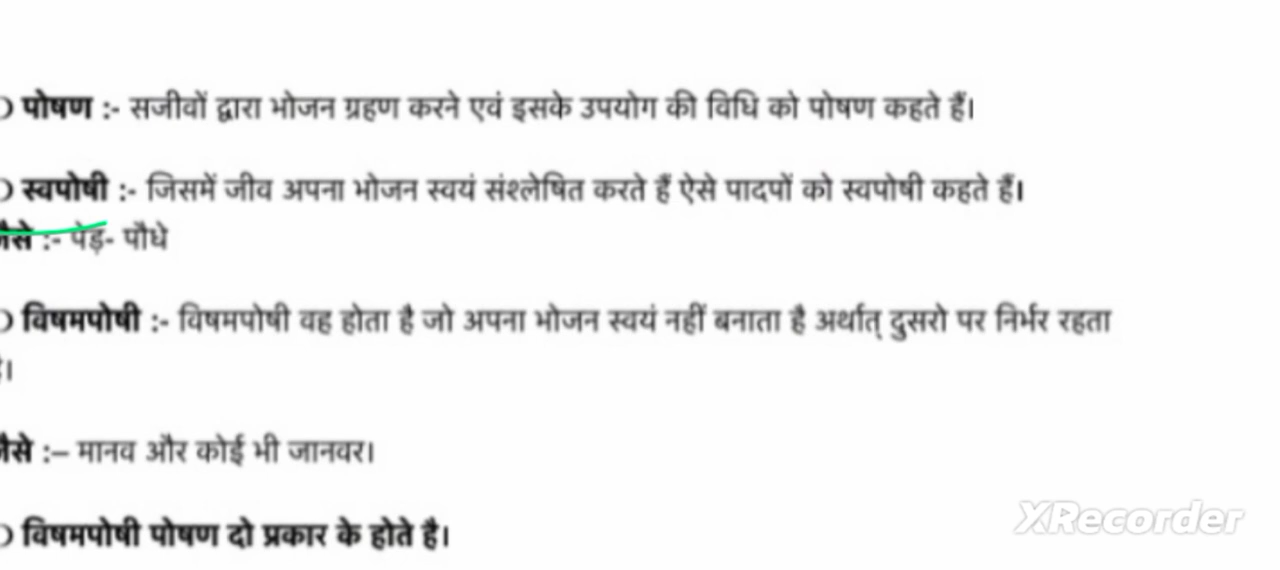 पोषण :- सजीवों द्वारा भोजन ग्रहण करने एवं इसके उपयोग की विधि को पोषण कहते हैं।
स्वपोषी :- जिसमें जीव अपना भोजन स्वयं संश्लेषित करते हैं ऐसे पादपों को स्वपोषी कहते हैं।
जैसे :- पेड़- पौधे
विषमपोषी :- विषमपोषी वह होता है जो अपना भोजन स्वयं नहीं बनाता है अर्थात् दुसरो पर निर्भर रहता
है।
जैसे :– मानव और कोई भी जानवर।
विषमपोषी पोषण दो प्रकार के होते है।
XRecorder